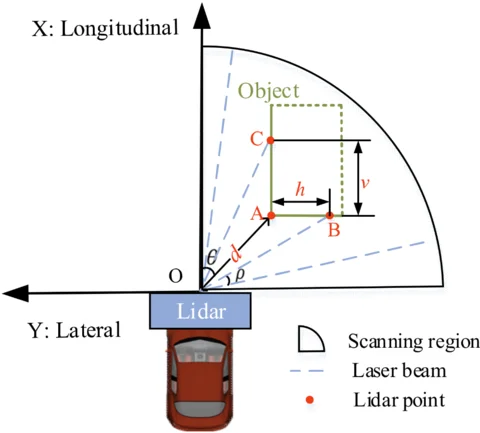 X: Longitudinal
Object
C
h
v
A
B
θ
d
ρ
O
Lidar
Y: Lateral
Scanning region
Laser beam
Lidar point